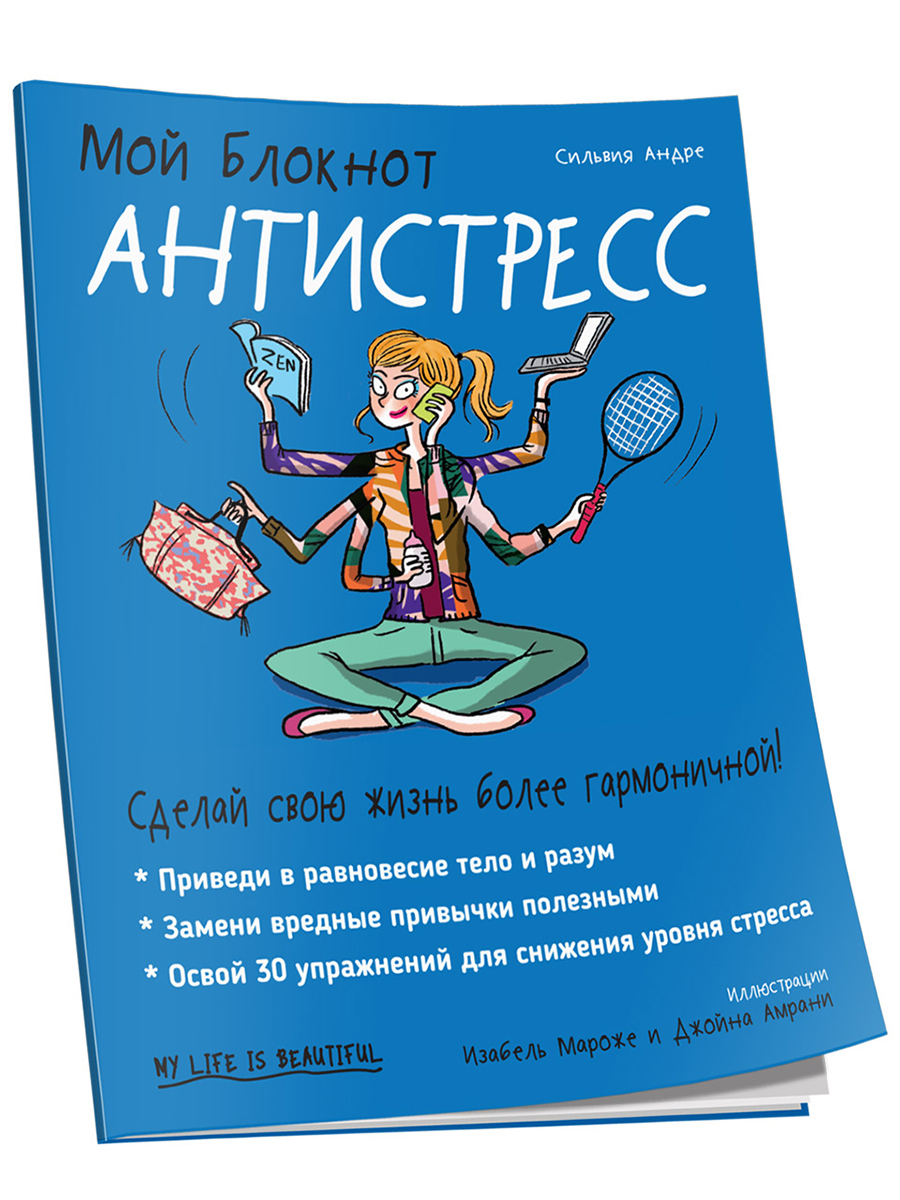 Мой блокнот
Сильвия Андре
АНТИСТРЕСС
ZEN
Сделай свою жизнь более гармоничной!
* Приведи в равновесие тело и разум
* Замени вредные привычки полезными
* Освой 30 упражнений для снижения уровня стресса
Иллюстрации
Изабель Мароже и Джойна Амрани
MY LIFE IS BEAUTIFUL